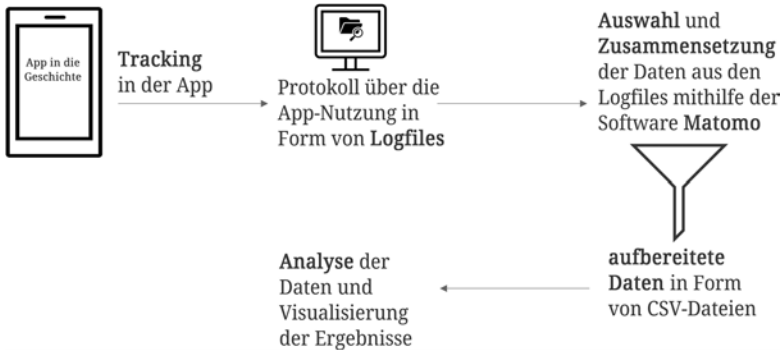 App in die
Geschichte
Tracking
in der App
Protokoll über die
App-Nutzung in
Form von Logfiles
Auswahl und
Zusammensetzung
der Daten aus den
Logfiles mithilfe der
Software Matomo
aufbereitete
Daten in Form
von CSV-Dateien
Analyse der
Daten und
Visualisierung
der Ergebnisse